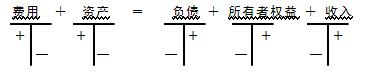 费用 + 资产 = 负债 + 所有者权益 + 收入
+ + + + +
— — — — —